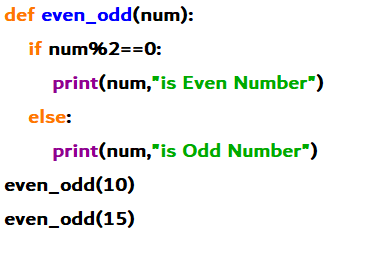 def even_odd(num):
    if num%2==0:
        print(num,"is Even Number")
    else:
        print(num,"is Odd Number")
even_odd(10)
even_odd(15)